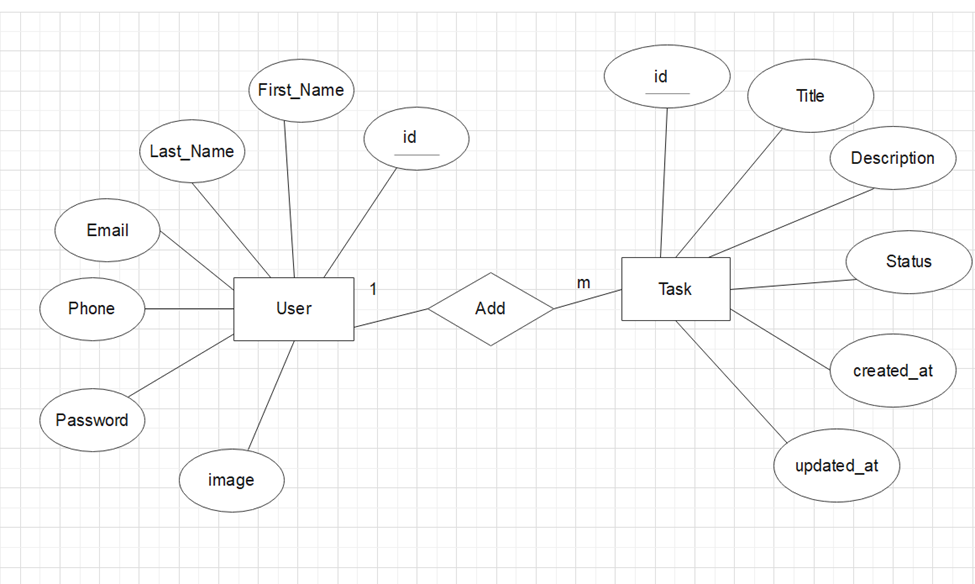 id
First_Name
Title
id
Last_Name
Description
Email
Status
1
m
Phone
User
Add
Task
created_at
Password
updated_at
image